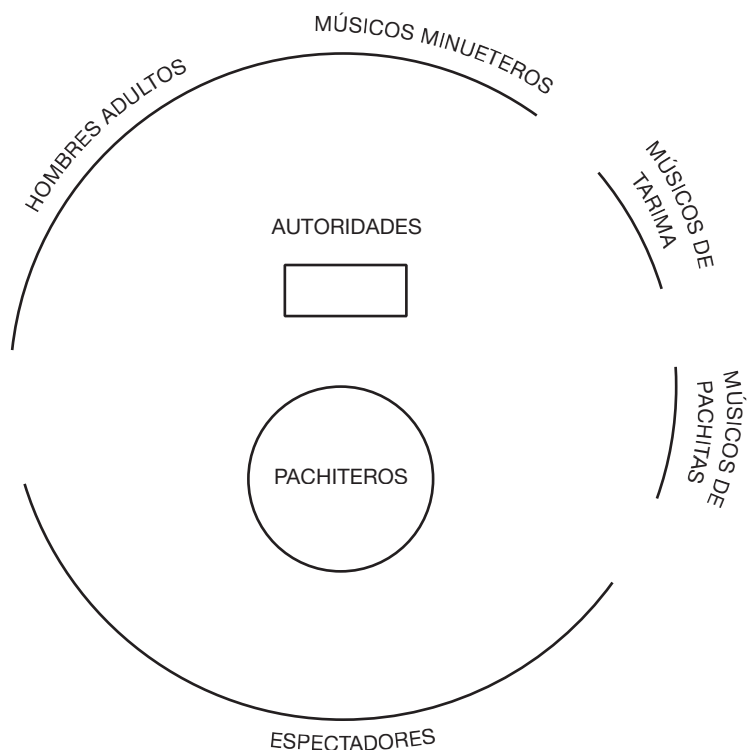 MÚSICOS MINUETEROS
HOMBRES ADULTOS
MÚSICOS DE
TARIMA
AUTORIDADES
MÚSICOS DE
PACHITAS
PACHITEROS
ESPECTADORES